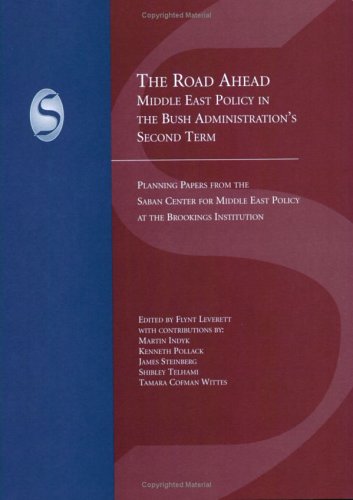 Copyrighted Material
S
THE ROAD AHEAD
MIDDLE EAST POLICY IN
THE BUSH ADMINISTRATION'S
SECOND TERM
PLANNING PAPERS FROM THE
SABAN CENTER FOR MIDDLE EAST POLICY
AT THE BROOKINGS INSTITUTION
EDITED BY FLYNT LEVERETT
WITH CONTRIBUTIONS BY:
MARTIN INDYK
KENNETH POLLACK
JAMES STEINBERG
SHIBLEY TELHAMI
TAMARA COFMAN WITTES
Copyrighted Material